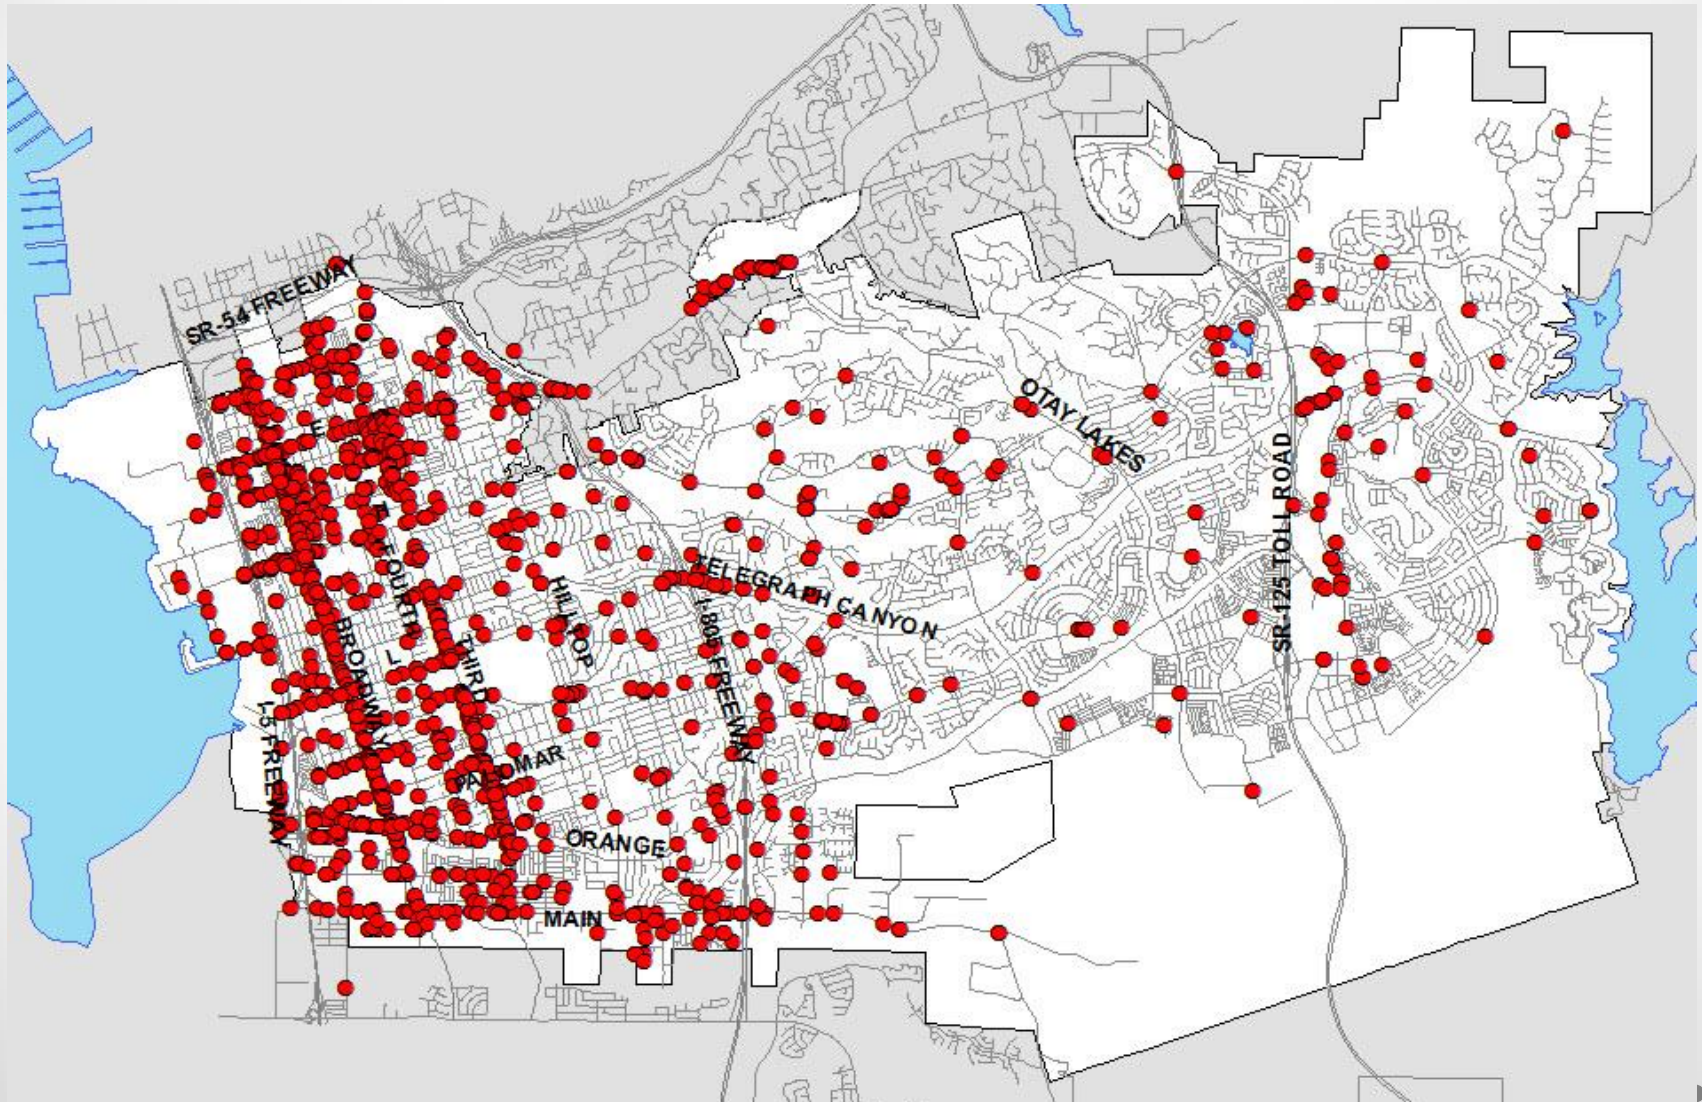 SR-54 FREEWAY
OTAY LAKES
E
SR-125 TOLL ROAD
FOURTH
TELEGRAPH CANYON
HILLTOP
I-805 FREEWAY
BROADWAY
L
THIRD
I-5 FREEWAY
PALOMAR
ORANGE
MAIN